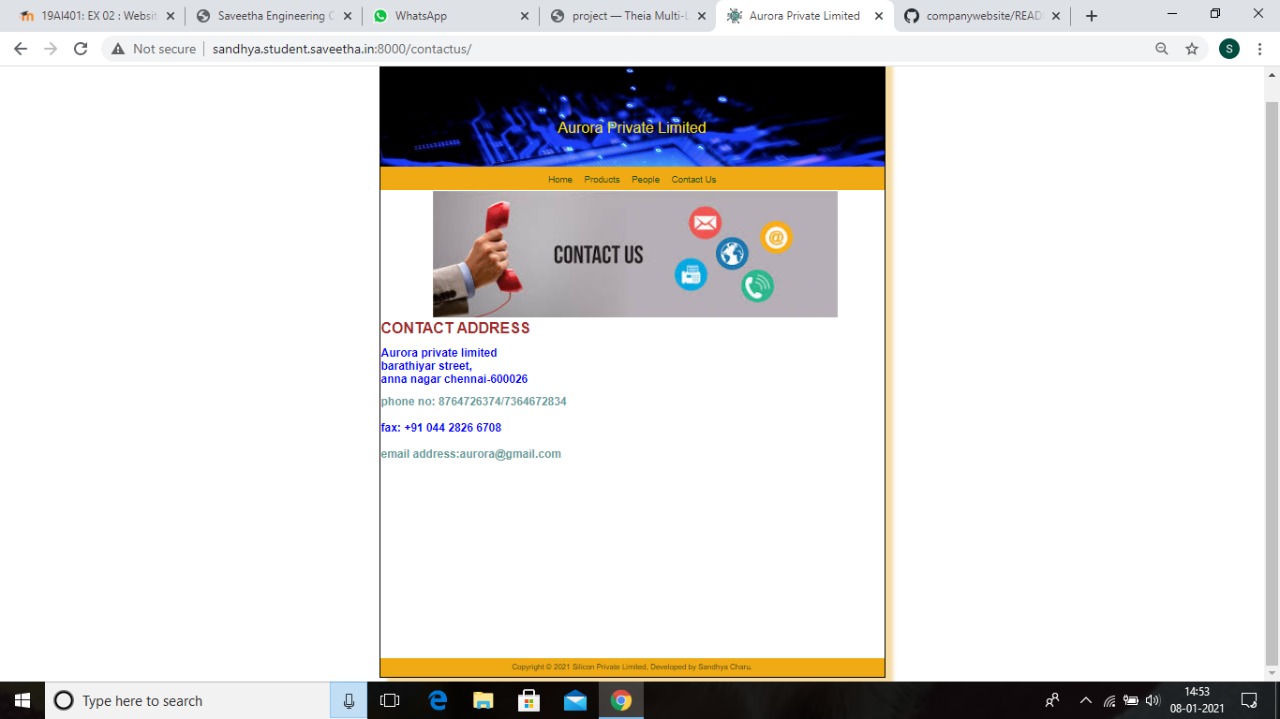 19AI401: EX 02 : Websit
Saveetha Engineering C
WhatsApp
project — Theia Multi-L
Aurora Private Limited
companywebsite/READ
Not secure
sandhya.student.saveetha.in:8000/contactus/
S
Aurora Private Limited
Home Products People Contact Us
CONTACT US
CONTACT ADDRESS
Aurora private limited
barathiyar street,
anna nagar chennai-600026
phone no: 8764726374/7364672834
fax: +91 044 2826 6708
email address:aurora@gmail.com
Copyright © 2021 Silicon Private Limited, Developed by Sandhya Charu.
Type here to search
14:53
08-01-2021